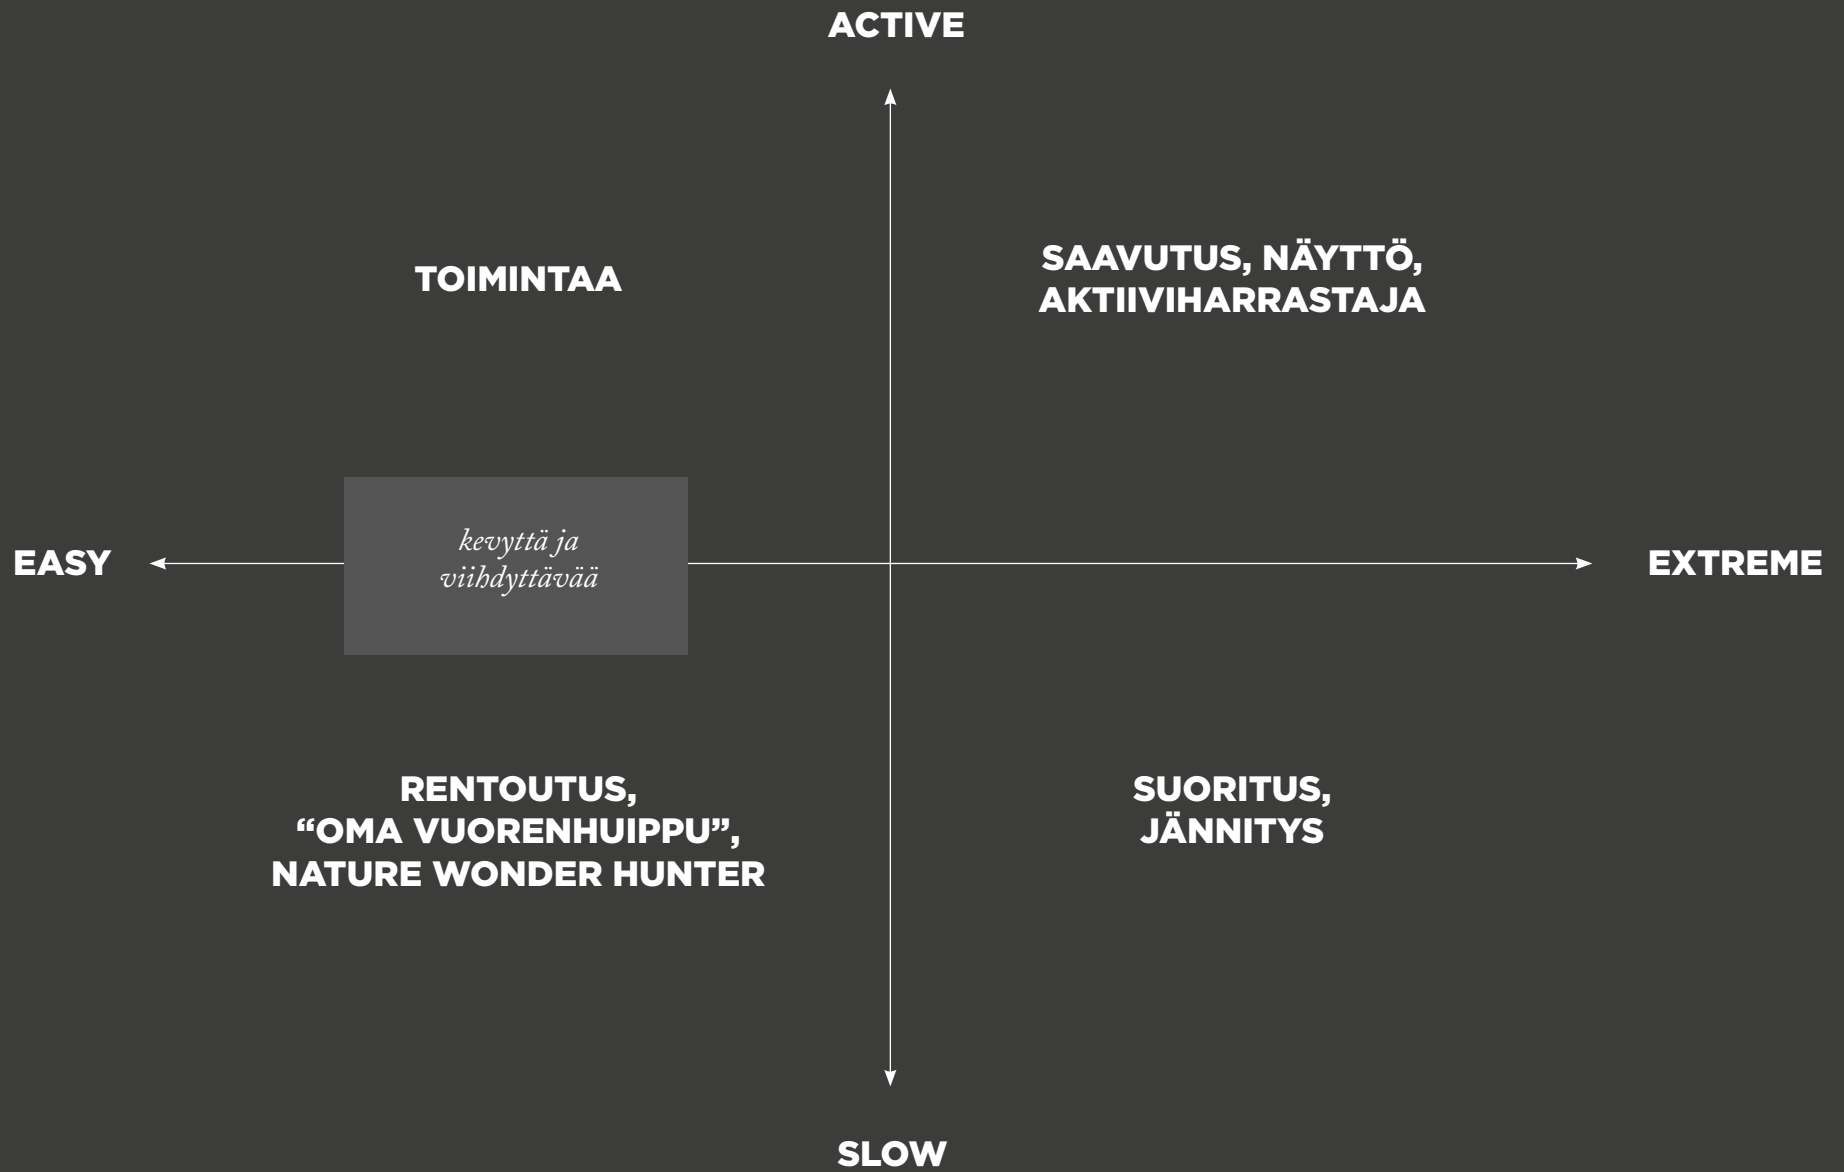 ACTIVE
TOIMINTAA
SAAVUTUS, NÄYTTÖ,
AKTIIVIHARRASTAJA
EASY
kevyttä ja
viihdyttävää
EXTREME
RENTOUTUS,
“OMA VUORENHUIPPU”,
NATURE WONDER HUNTER
SUORITUS,
JÄNNITYS
SLOW